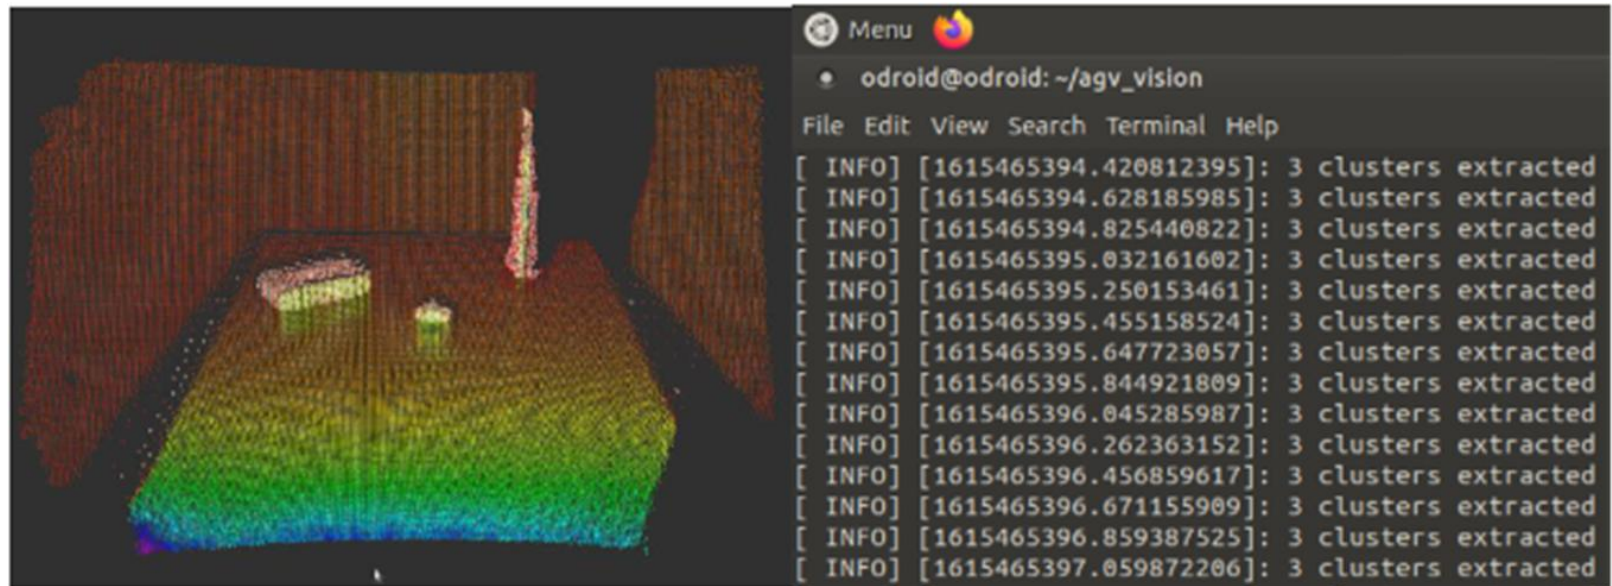 Menu
odroid@odroid: ~/agv_vision
File Edit View Search Terminal Help
[ INFO] [1615465394.420812395]: 3 clusters extracted
[ INFO] [1615465394.628185985]: 3 clusters extracted
[ INFO] [1615465394.825440822]: 3 clusters extracted
[ INFO] [1615465395.032161602]: 3 clusters extracted
[ INFO] [1615465395.250153461]: 3 clusters extracted
[ INFO] [1615465395.455158524]: 3 clusters extracted
[ INFO] [1615465395.647723057]: 3 clusters extracted
[ INFO] [1615465395.844921809]: 3 clusters extracted
[ INFO] [1615465396.045285987]: 3 clusters extracted
[ INFO] [1615465396.262363152]: 3 clusters extracted
[ INFO] [1615465396.456859617]: 3 clusters extracted
[ INFO] [1615465396.671155909]: 3 clusters extracted
[ INFO] [1615465396.859387525]: 3 clusters extracted
[ INFO] [1615465397.059872206]: 3 clusters extracted